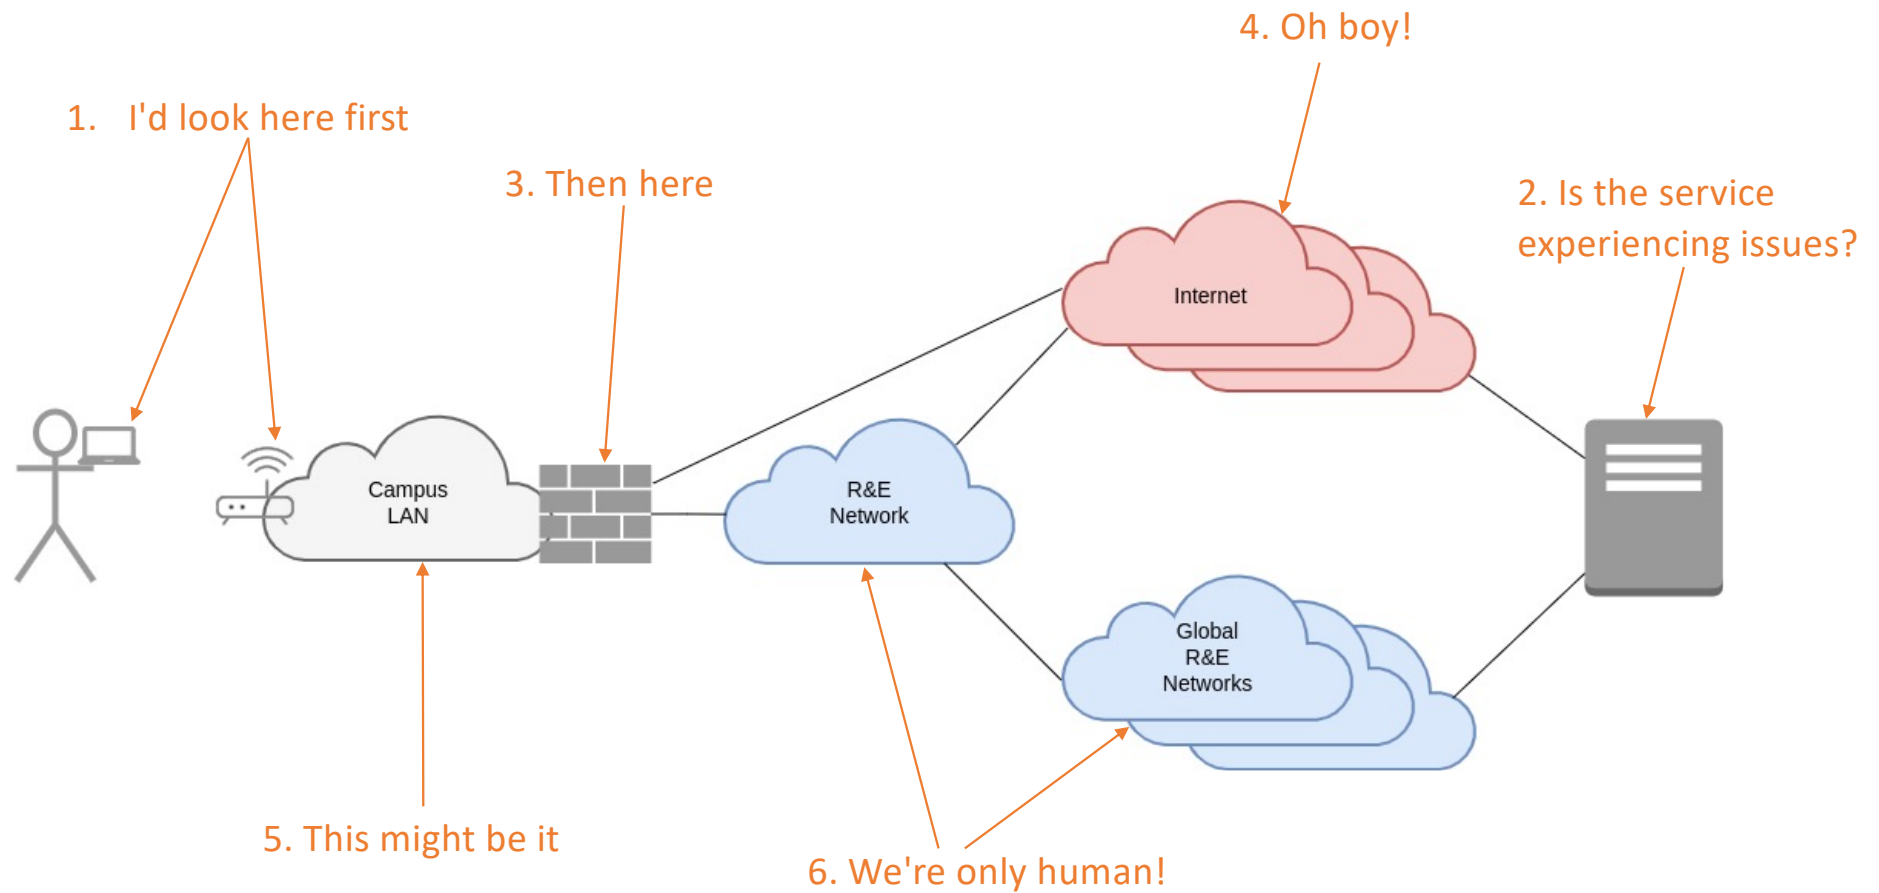 4. Oh boy!
1. I'd look here first
3. Then here
2. Is the service
experiencing issues?
Internet
Campus
LAN
R&E
Network
Global
R&E
Networks
5. This might be it
6. We're only human!